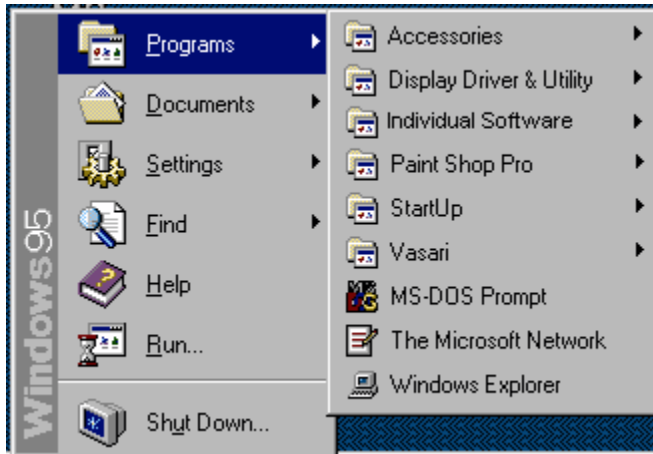 Windows95
Programs
Documents
Settings
Find
Help
Run...
Shut Down...
Accessories
Display Driver & Utility
Individual Software
Paint Shop Pro
StartUp
Vasari
MS-DOS Prompt
The Microsoft Network
Windows Explorer